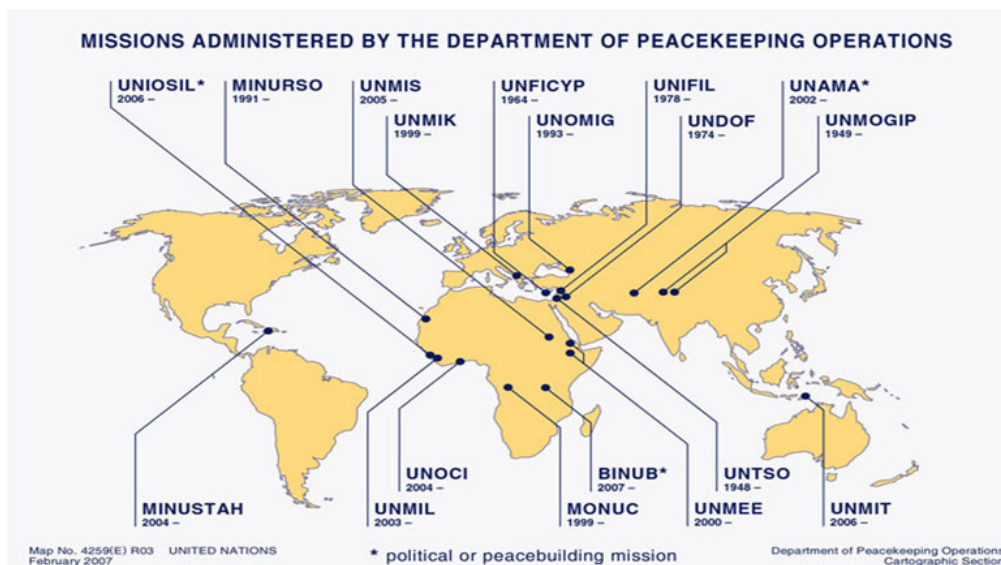 MISSIONS ADMINISTERED BY THE DEPARTMENT OF PEACEKEEPING OPERATIONS
UNIOSIL*
2006 –
MINURSO
1991 –
UNMIS
2005 –
UNFICYP
1964 –
UNIFIL
1978 –
UNAMA*
2002 –
UNMIK
1999 –
UNOMIG
1993 –
UNDOF
1974 –
UNMOGIP
1949 –
UNOCI
2004 –
BINUB*
2007 –
UNTSO
1948 –
MINUSTAH
2004 –
UNMIL
2003 –
MONUC
1999 –
UNMEE
2000 –
UNMIT
2006 –
Map No. 4259(E) R03 UNITED NATIONS
February 2007
* political or peacebuilding mission
Department of Peacekeeping Operations
Cartographic Section